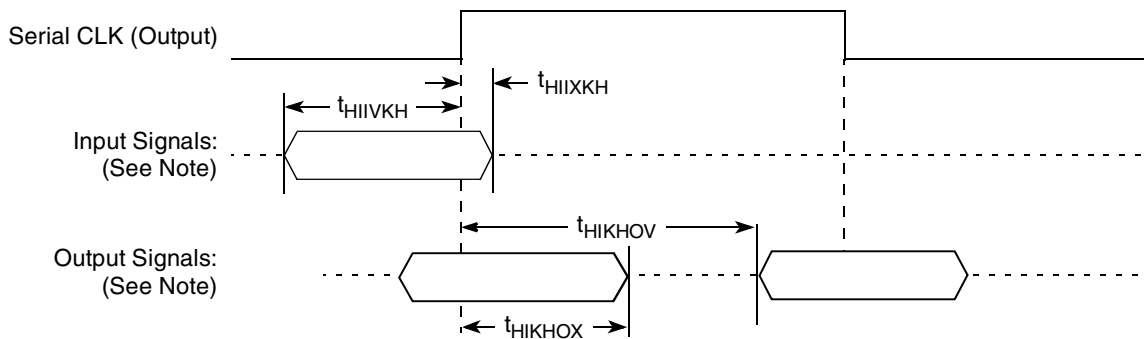 Serial CLK (Output)
tHIIXKH
tHIIVKH
Input Signals:
(See Note)
tHIKHOV
Output Signals:
(See Note)
tHIKHOX